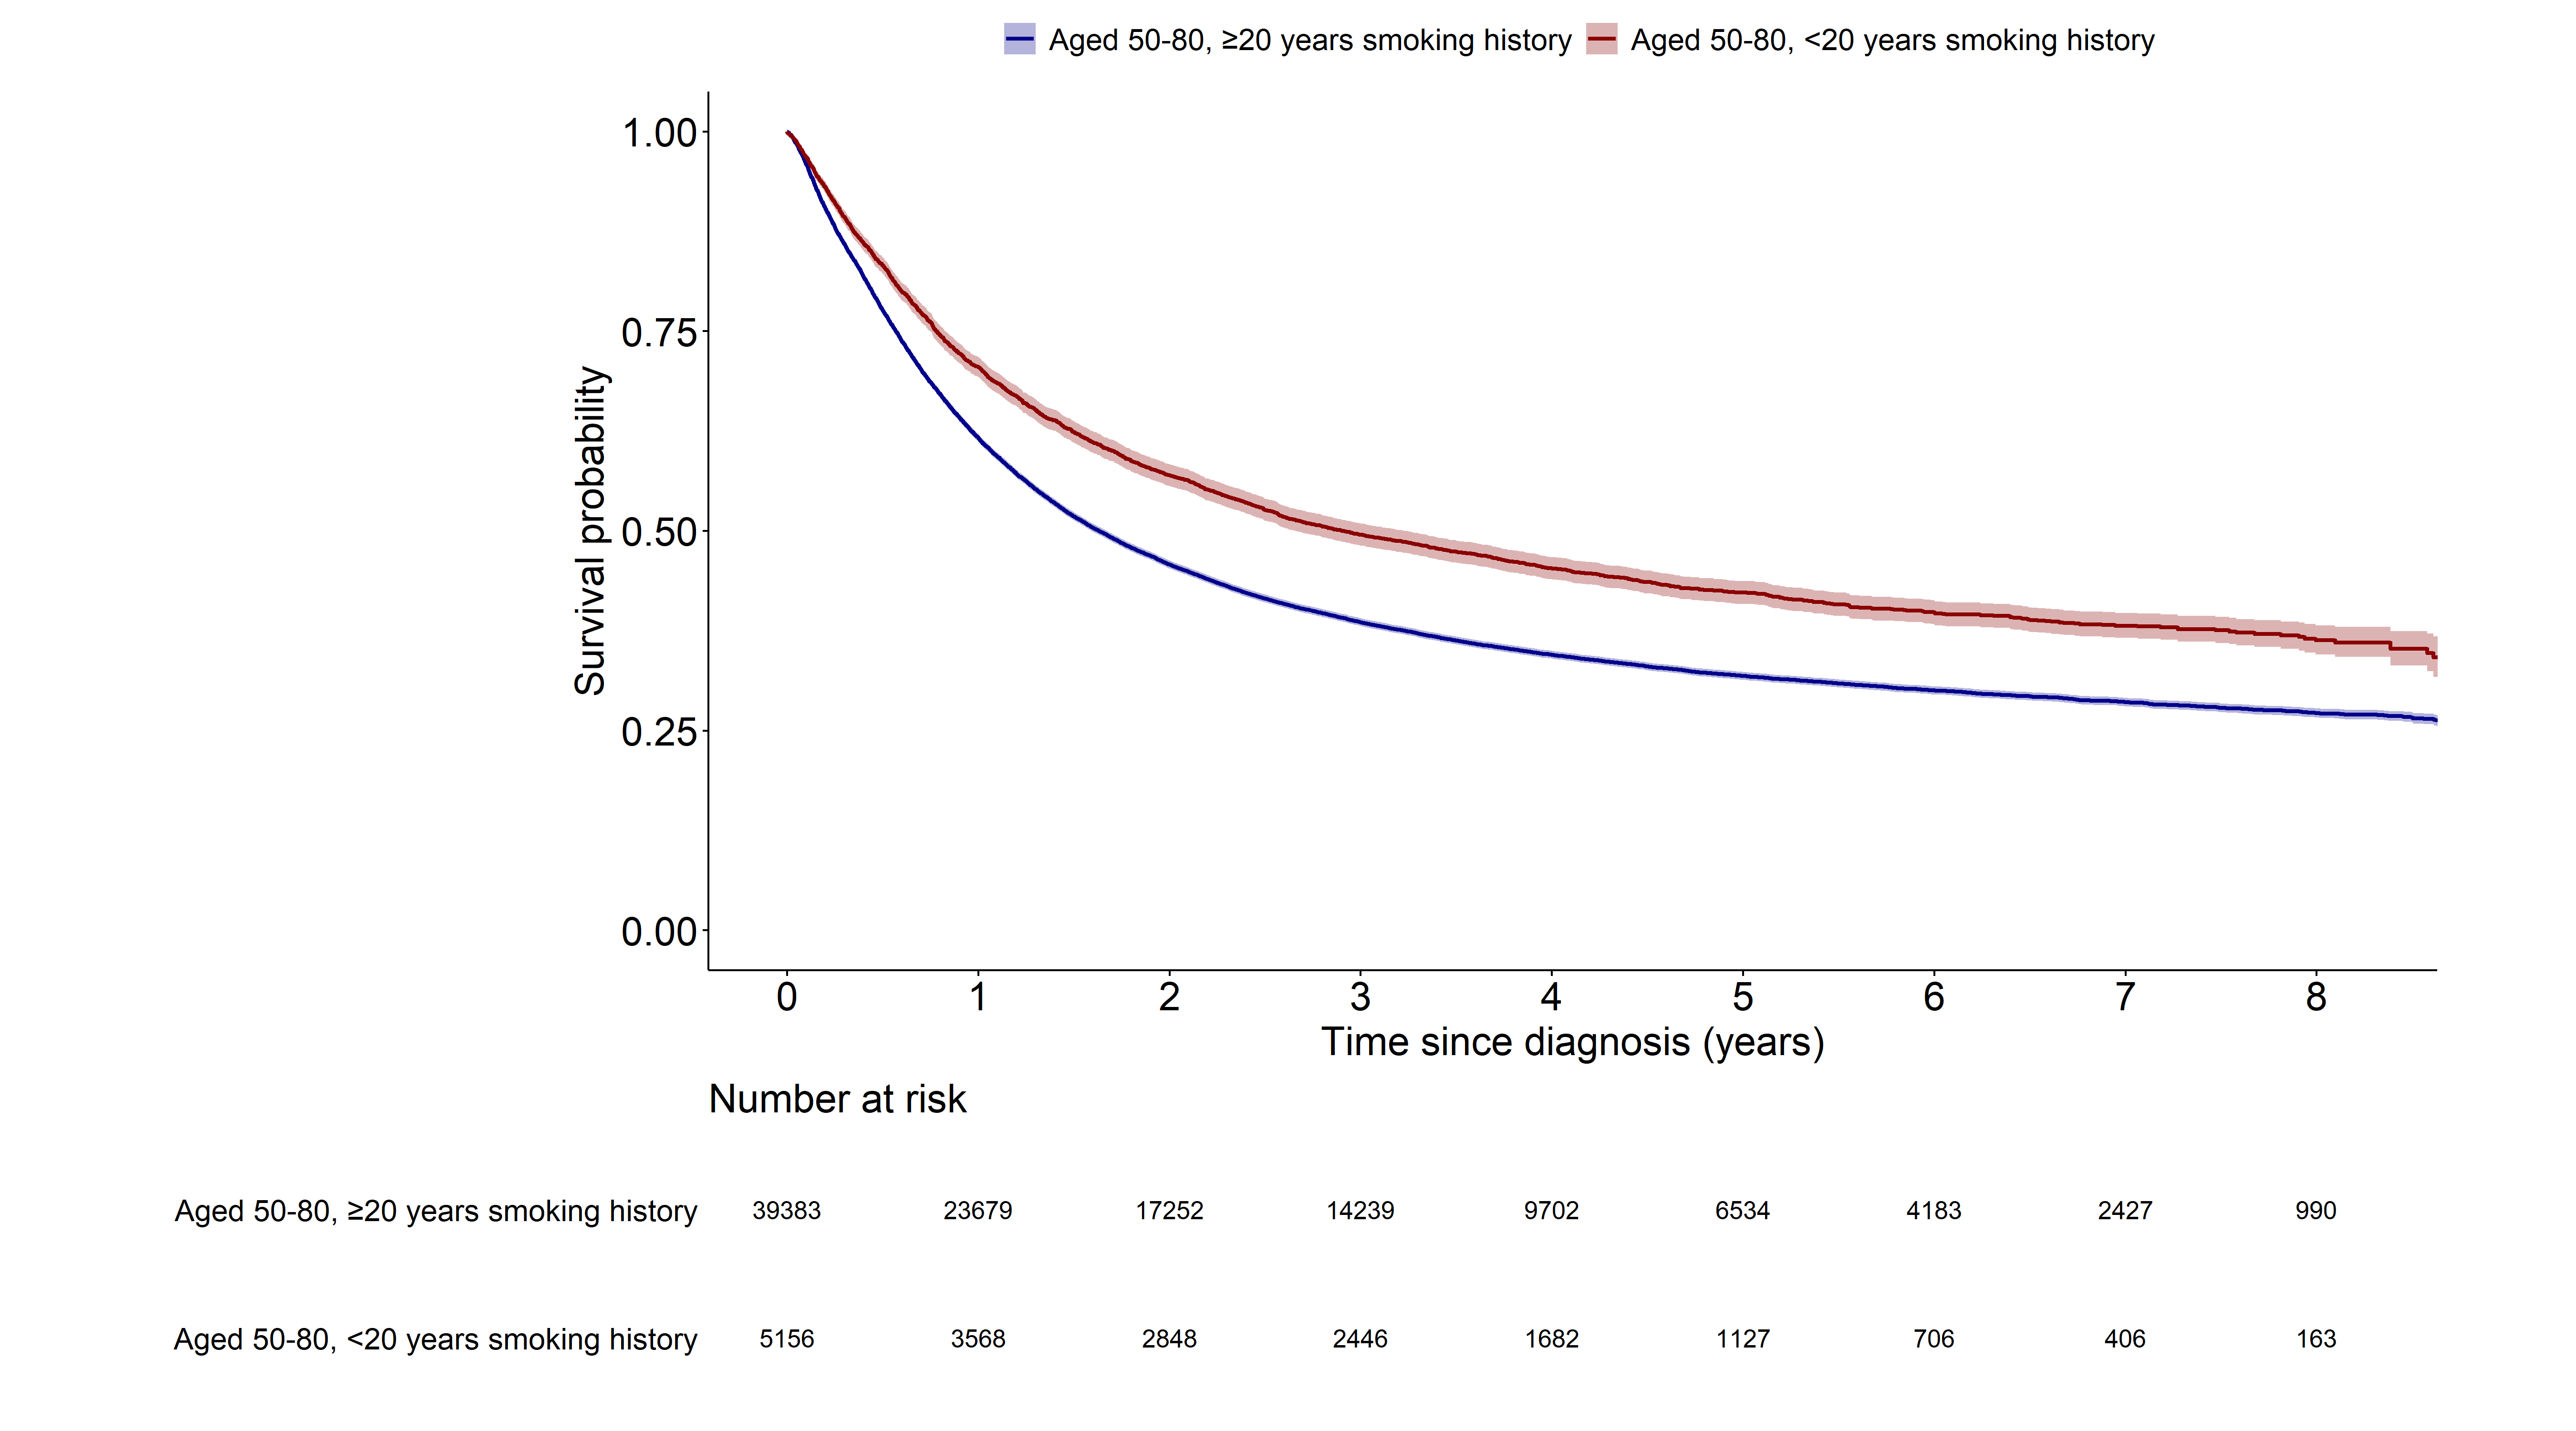 Aged 50-80, ≥20 years smoking history Aged 50-80, <20 years smoking history
1.00
0.75
0.50
0.25
0.00
Survival probability
0 1 2 3 4 5 6 7 8
Time since diagnosis (years)
Number at risk
Aged 50-80, ≥20 years smoking history 39383 23679 17252 14239 9702 6534 4183 2427 990
Aged 50-80, <20 years smoking history 5156 3568 2848 2446 1682 1127 706 406 163